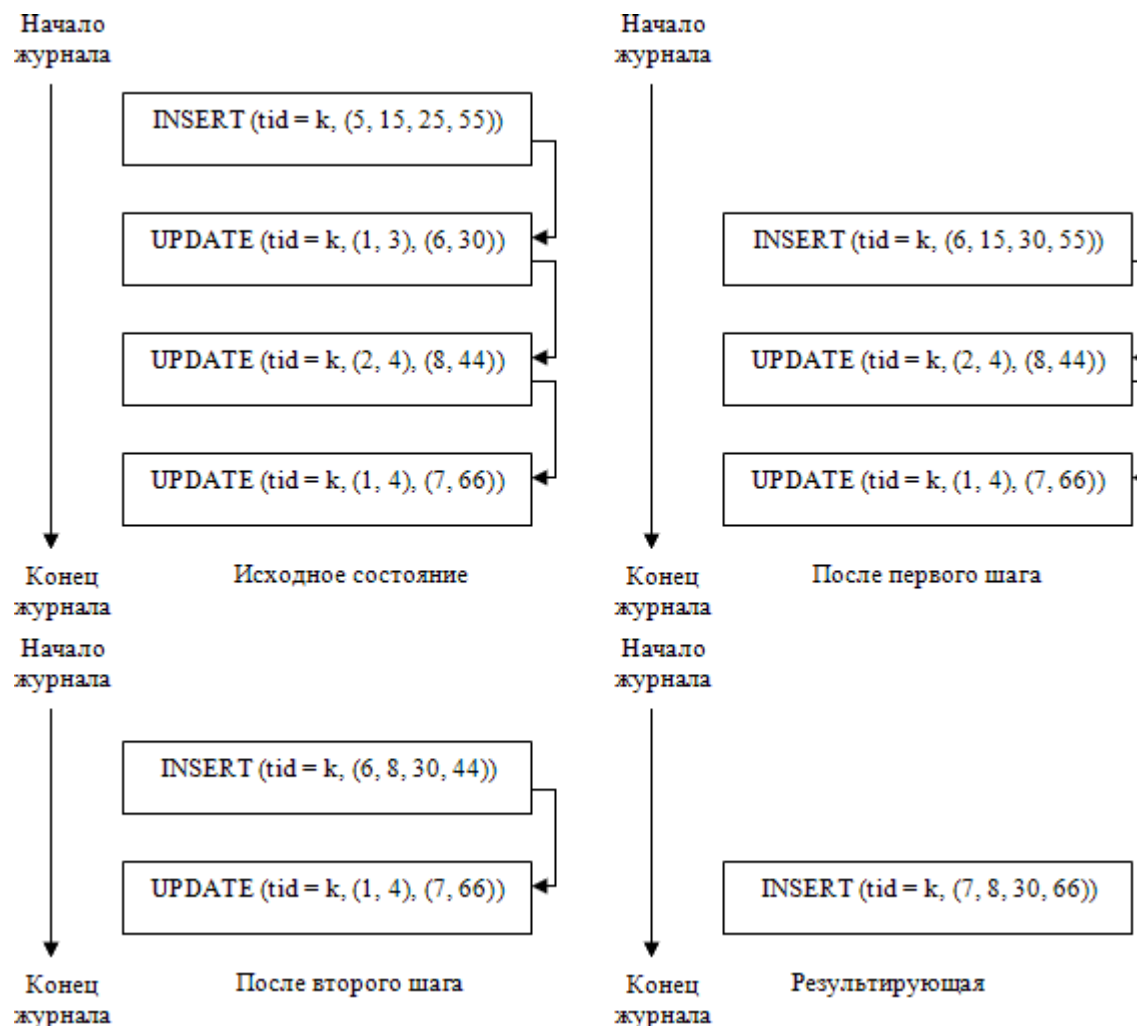 Начало
журнала
INSERT (tid = k, (5, 15, 25, 55))
UPDATE (tid = k, (1, 3), (6, 30))
UPDATE (tid = k, (2, 4), (8, 44))
UPDATE (tid = k, (1, 4), (7, 66))
Конец
журнала
Исходное состояние
Начало
журнала
INSERT (tid = k, (6, 15, 30, 55))
UPDATE (tid = k, (2, 4), (8, 44))
UPDATE (tid = k, (1, 4), (7, 66))
Конец
журнала
После первого шага
Начало
журнала
INSERT (tid = k, (6, 8, 30, 44))
UPDATE (tid = k, (1, 4), (7, 66))
Конец
журнала
После второго шага
Начало
журнала
INSERT (tid = k, (7, 8, 30, 66))
Конец
журнала
Результирующая